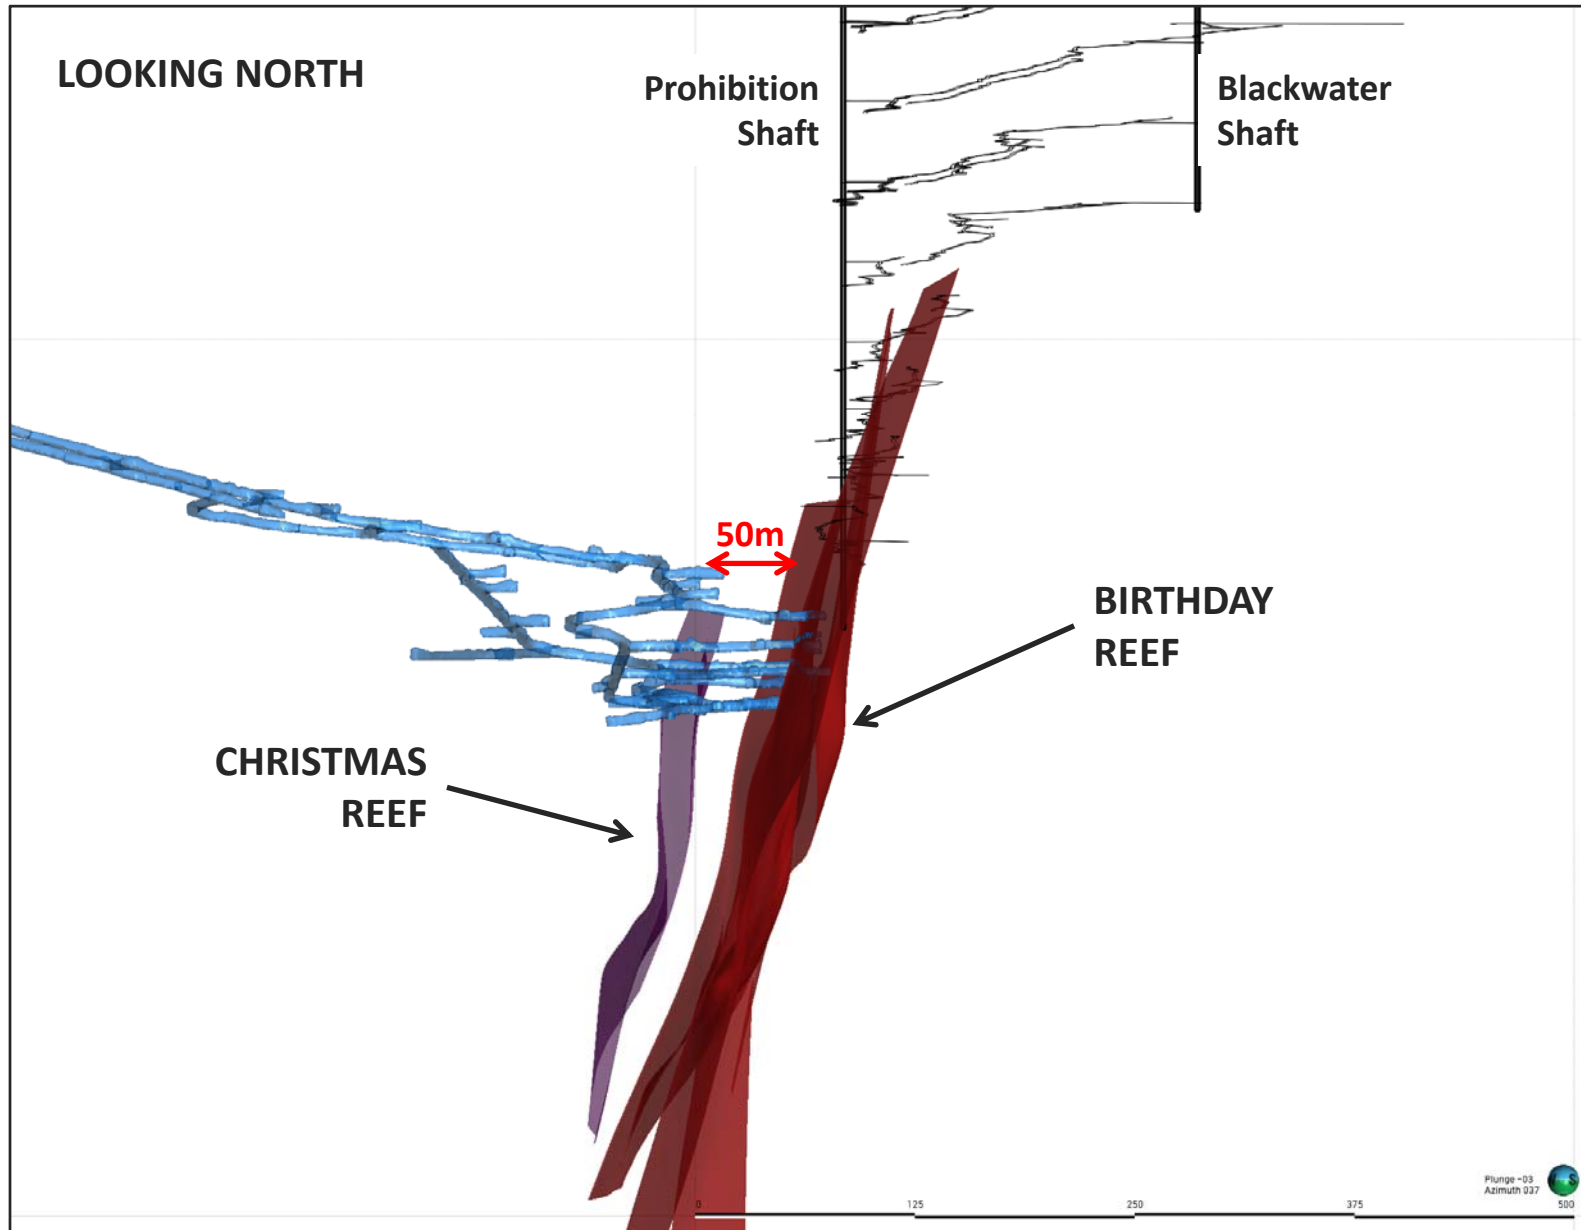 LOOKING NORTH
Prohibition
Shaft
Blackwater
Shaft
50m
BIRTHDAY
REEF
CHRISTMAS
REEF
Plunge -03
Azimuth 037
0
125
250
375
500